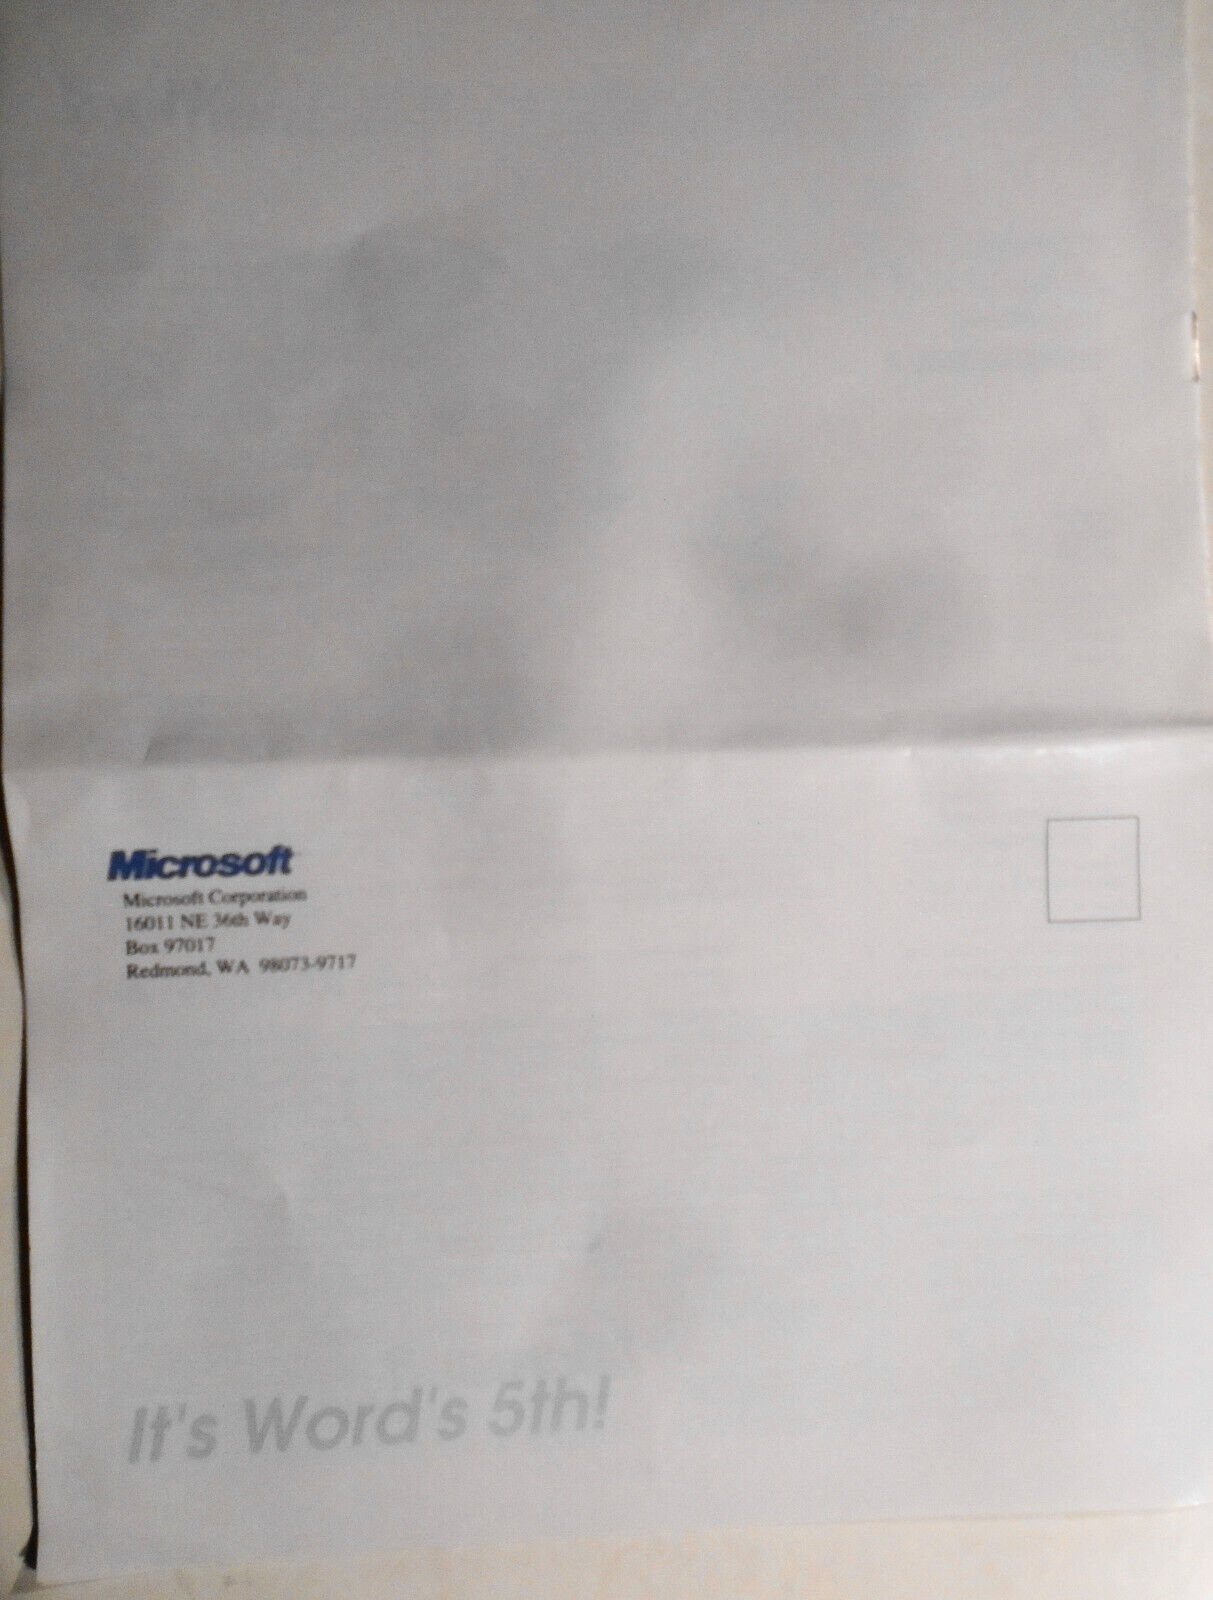 Microsoft
Microsoft Corporation
16011 NE 36th Way
Box 97017
Redmond, WA 98073-9717
It's Word's 5th!